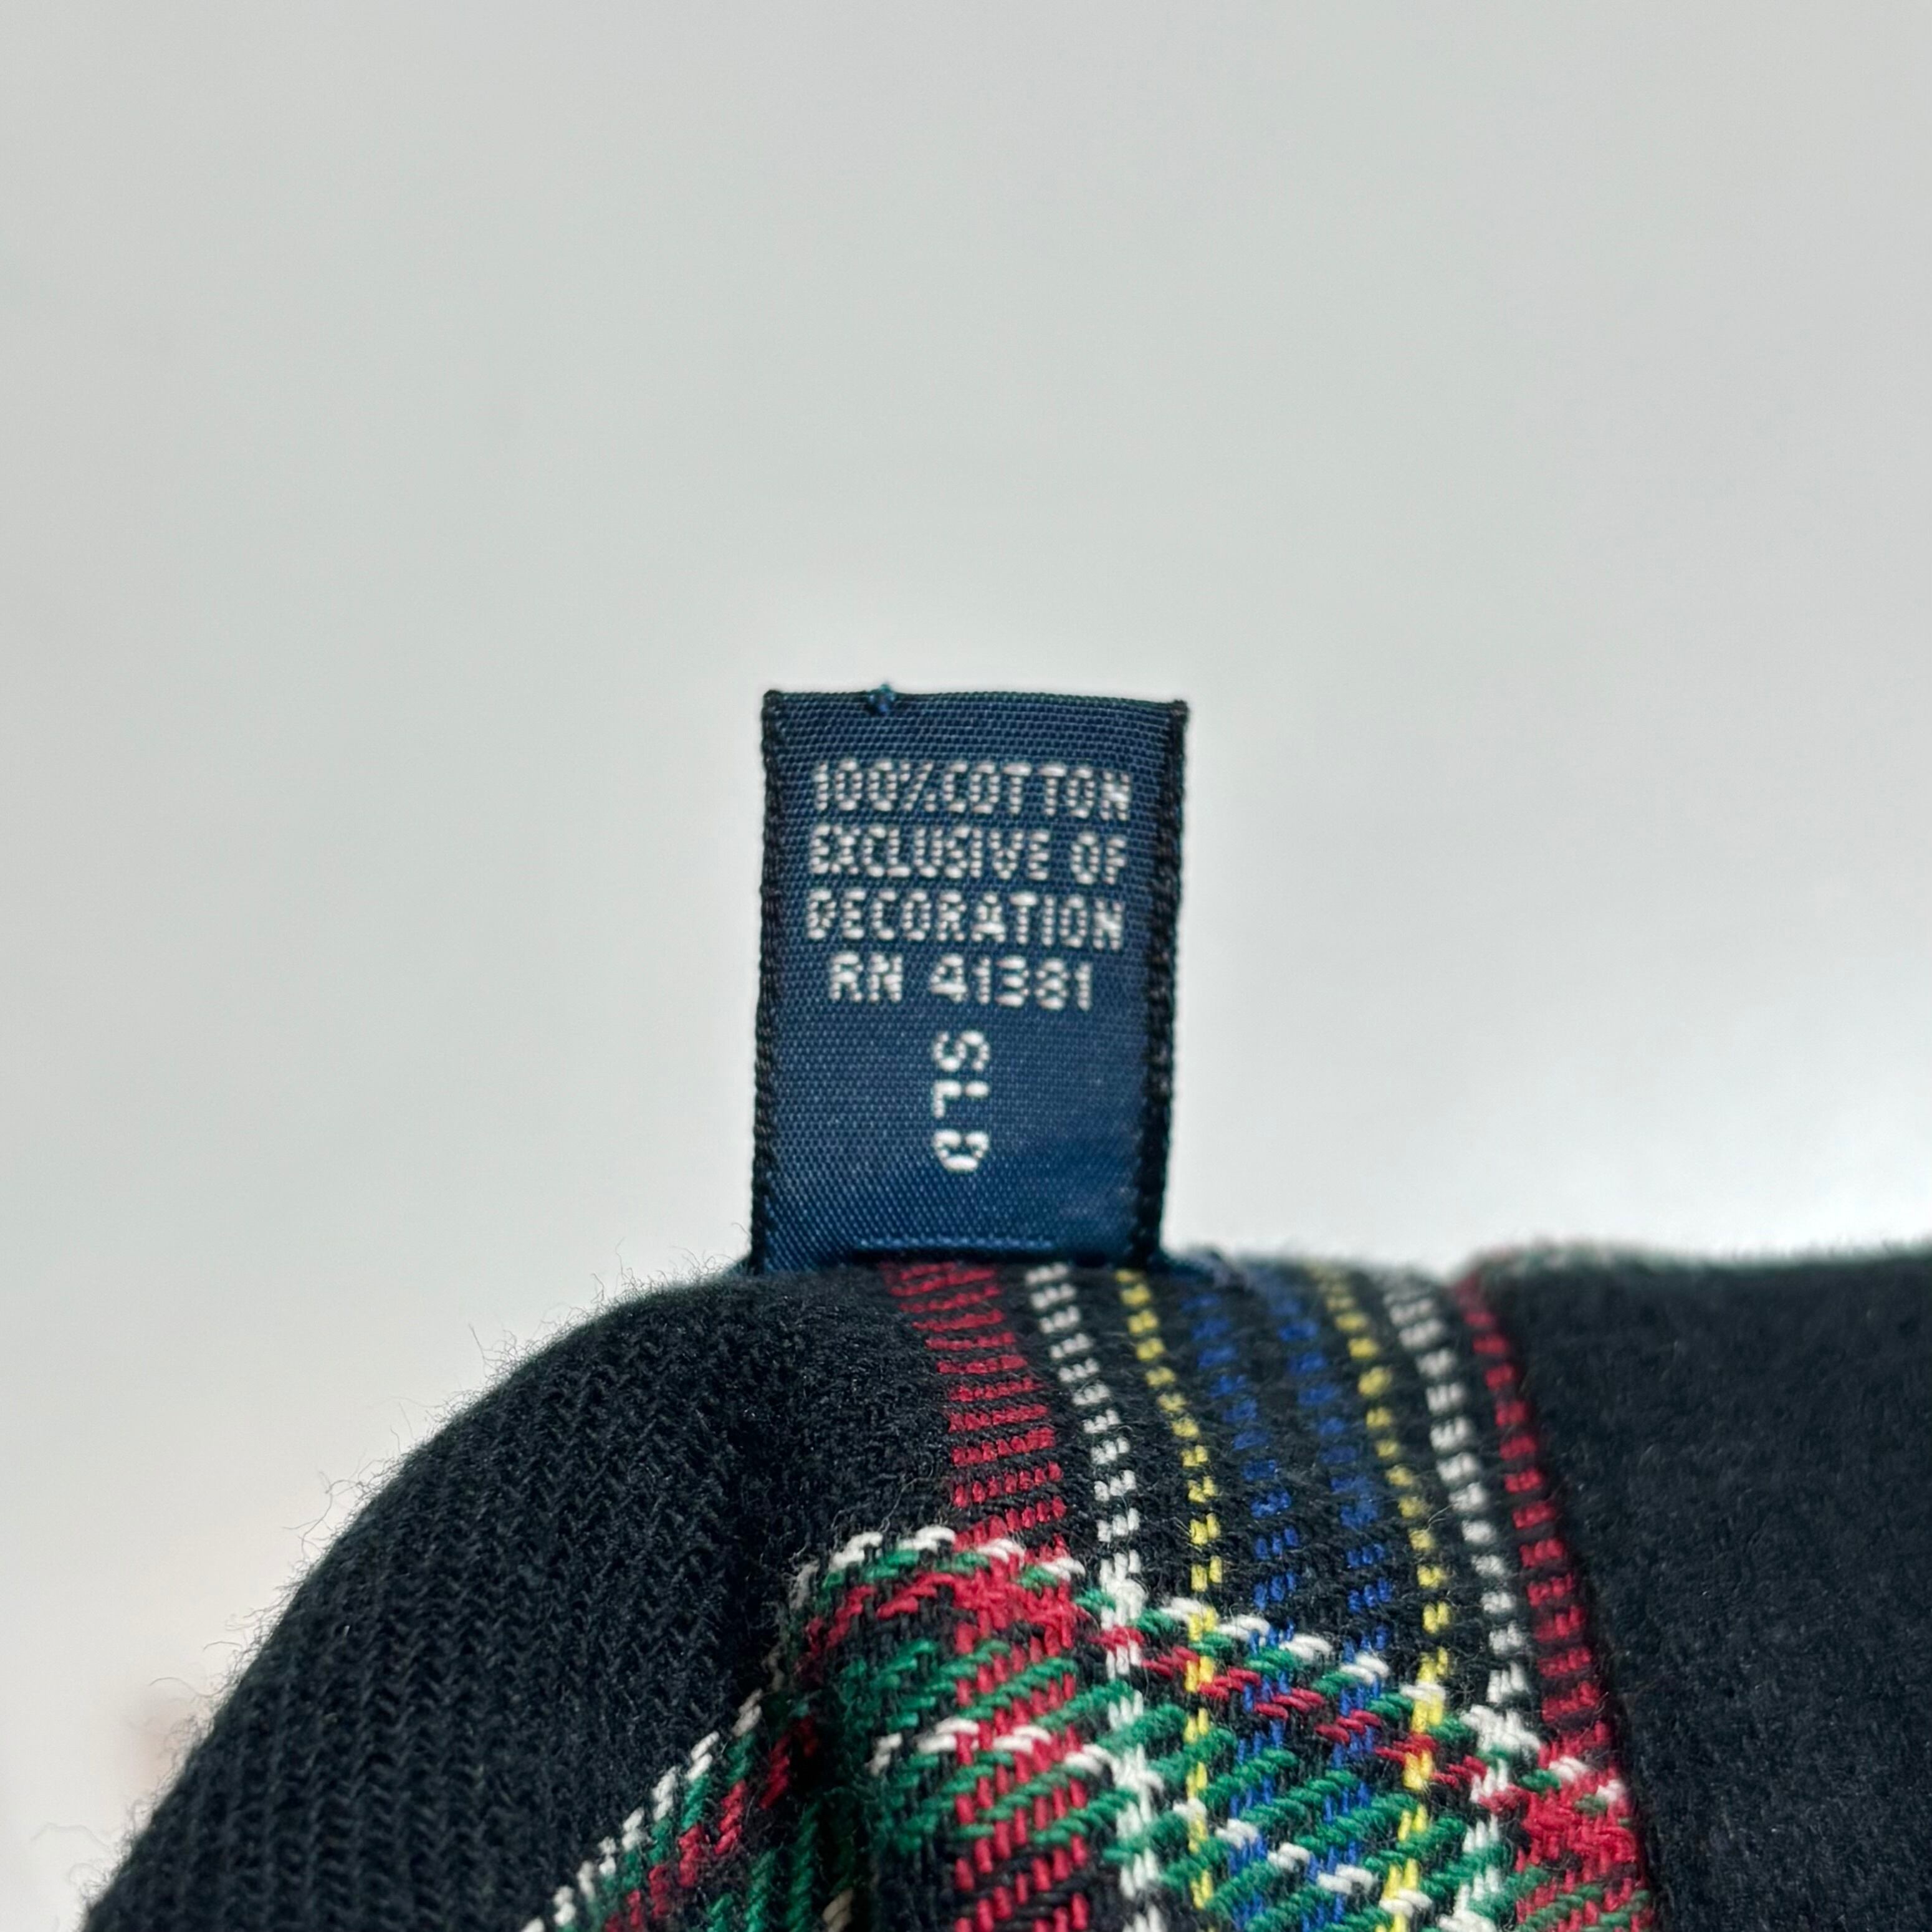 100% COTTON
EXCLUSIVE OF
DECORATION
RN 41381
SLD